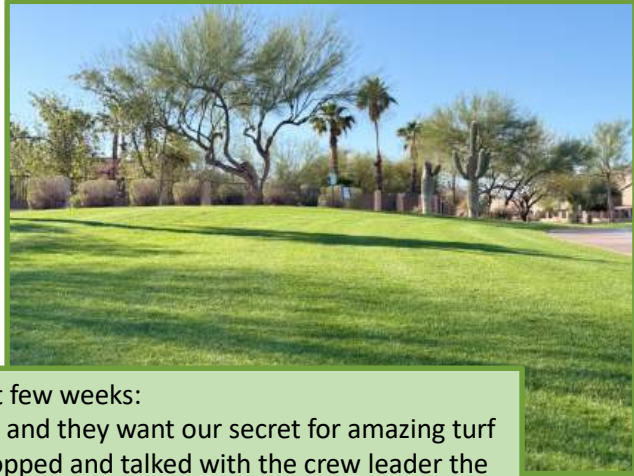 t few weeks:
and they want our secret for amazing turf
opped and talked with the crew leader the